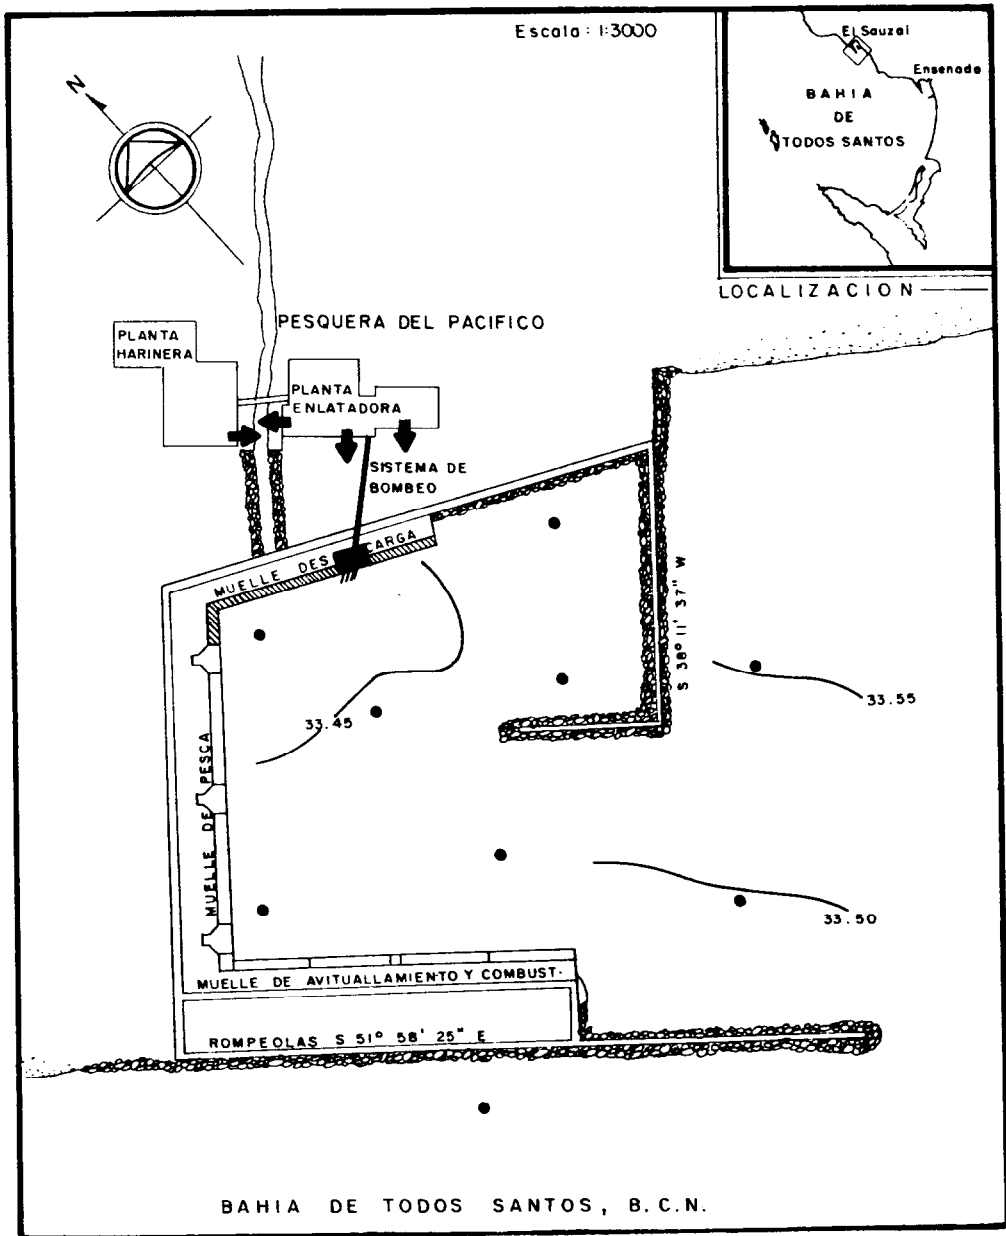 Escala : 1:3000
El Sauzal
Ensenada
BAHIA
DE
TODOS SANTOS
LOCALIZACION
N
PESQUERA DEL PACIFICO
PLANTA
HARINERA
PLANTA
ENLATADORA
SISTEMA DE
BOMBEO
MUELLE DES CARGA
S 38° 11' 37" W
33.55
33.45
MUELLE DE PESCA
33.50
MUELLE DE AVITUALLAMIENTO Y COMBUST.
ROMPEOLAS S 51° 58' 25" E
BAHIA DE TODOS SANTOS, B.C.N.